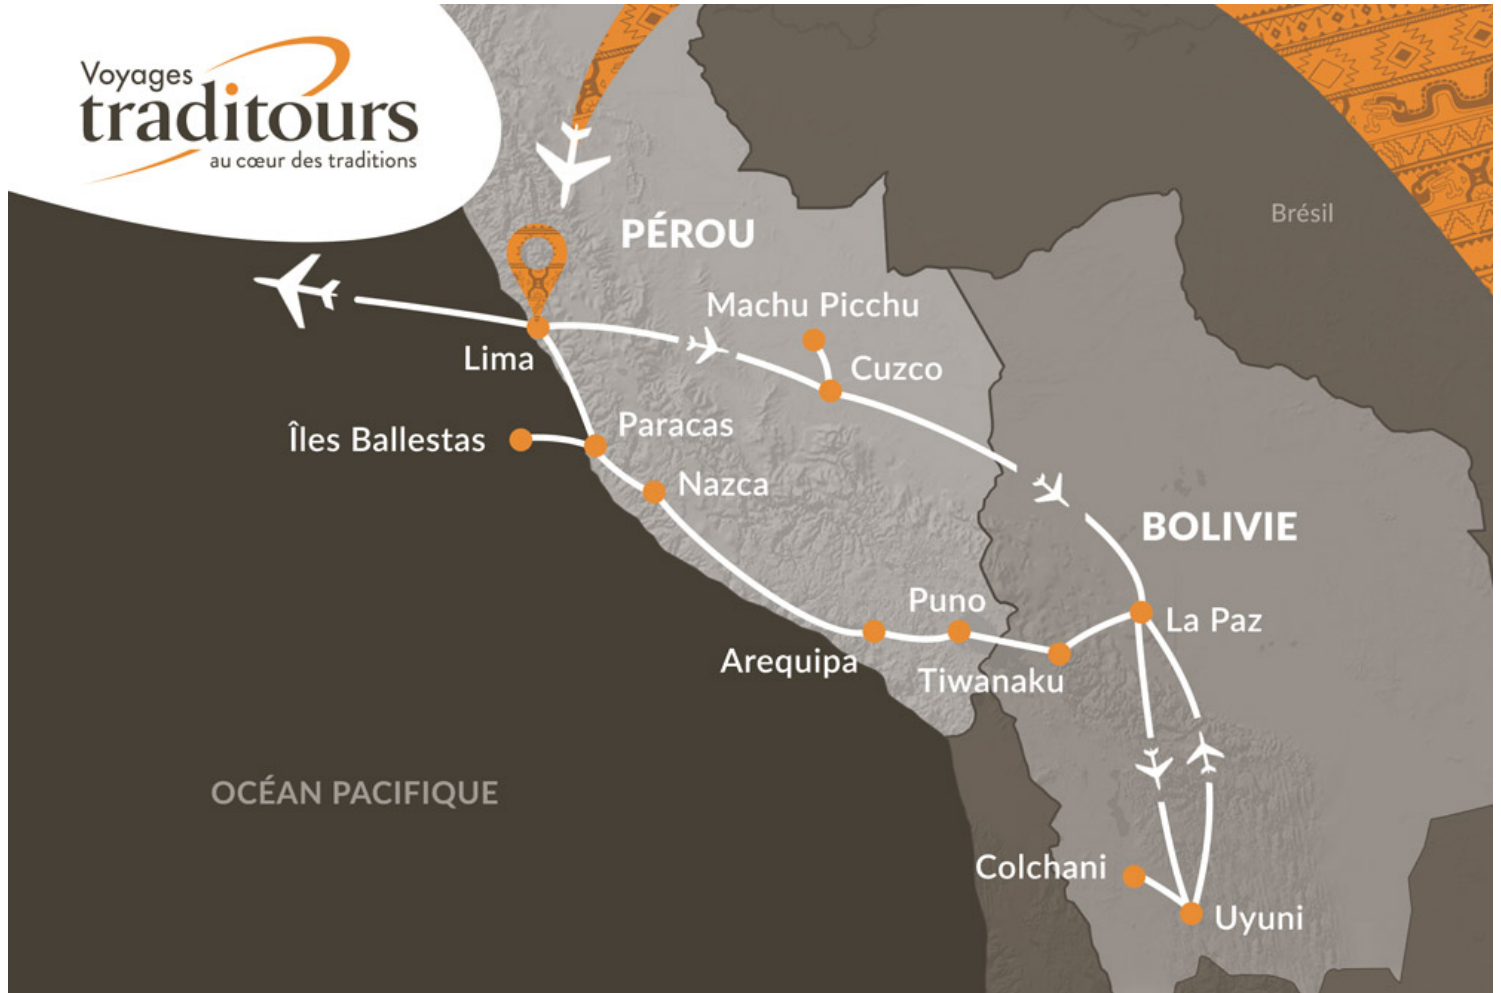 Voyages
traditours
au cœur des traditions
Brésil
PÉROU
Machu Picchu
Lima
Cuzco
Paracas
Îles Ballestas
Nazca
BOLIVIE
Puno
La Paz
Arequipa
Tiwanaku
OCÉAN PACIFIQUE
Colchani
Uyuni